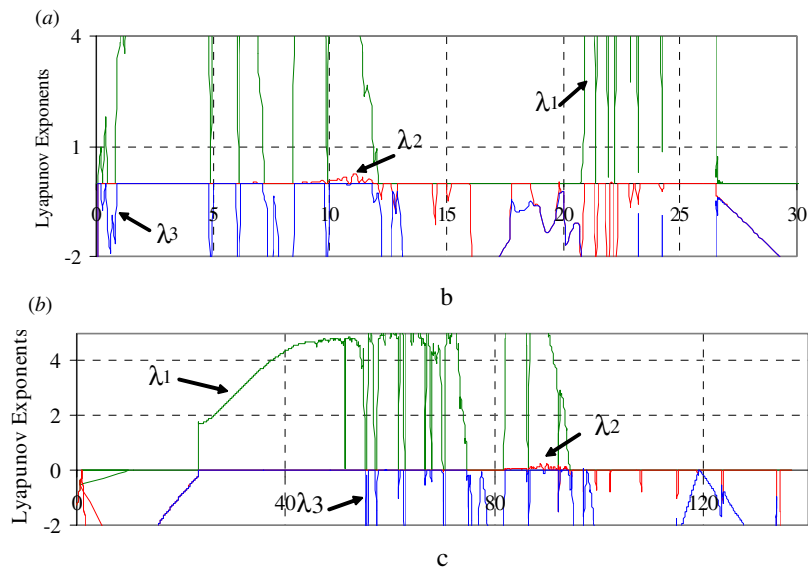 (a)
Lyapunov Exponents
4
1
-2
λ1
λ2
λ3
0 5 10 15 20 25 30
b
(b)
Lyapunov Exponents
4
2
0
-2
λ1
λ2
λ3
0 40 80 120
c